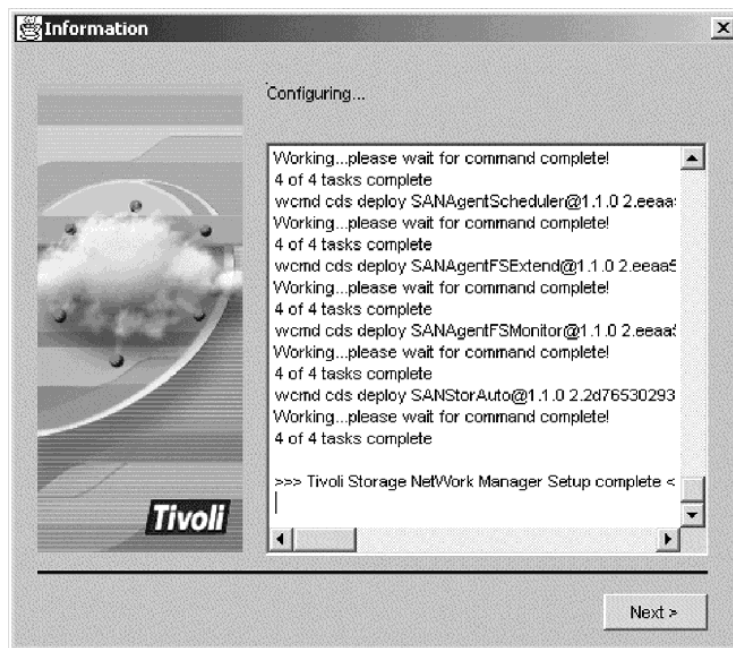 Information
Configuring...
Working...please wait for command complete!
4 of 4 tasks complete
wcmd cds deploy SANAgentScheduler@1.1.0 2.eeaa
Working...please wait for command complete!
4 of 4 tasks complete
wcmd cds deploy SANAgentFSExtend@1.1.0 2.eeaa5
Working...please wait for command complete!
4 of 4 tasks complete
wcmd cds deploy SANAgentFSMonitor@1.1.0 2.eeaa
Working...please wait for command complete!
4 of 4 tasks complete
wcmd cds deploy SANStorAuto@1.1.0 2.2d76530293
Working...please wait for command complete!
4 of 4 tasks complete
>>> Tivoli Storage NetWork Manager Setup complete <
Tivoli
Next >